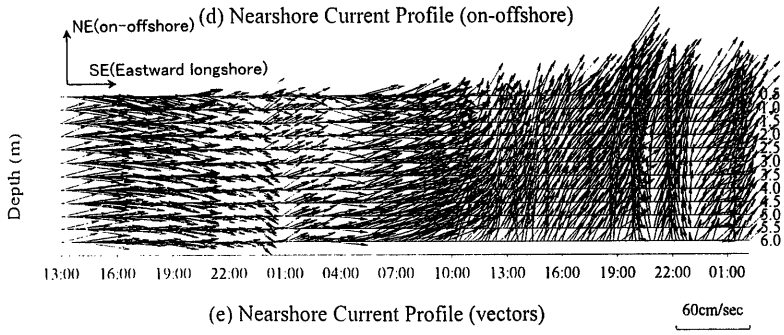 (d) Nearshore Current Profile (on-offshore)
NE(on-offshore)
SE(Eastward longshore)
Depth (m)
0.5
1.0
1.5
2.0
2.5
3.0
3.5
4.0
4.5
5.0
5.5
6.0
13:00 16:00 19:00 22:00 01:00 04:00 07:00 10:00 13:00 16:00 19:00 22:00 01:00
(e) Nearshore Current Profile (vectors)
60cm/sec